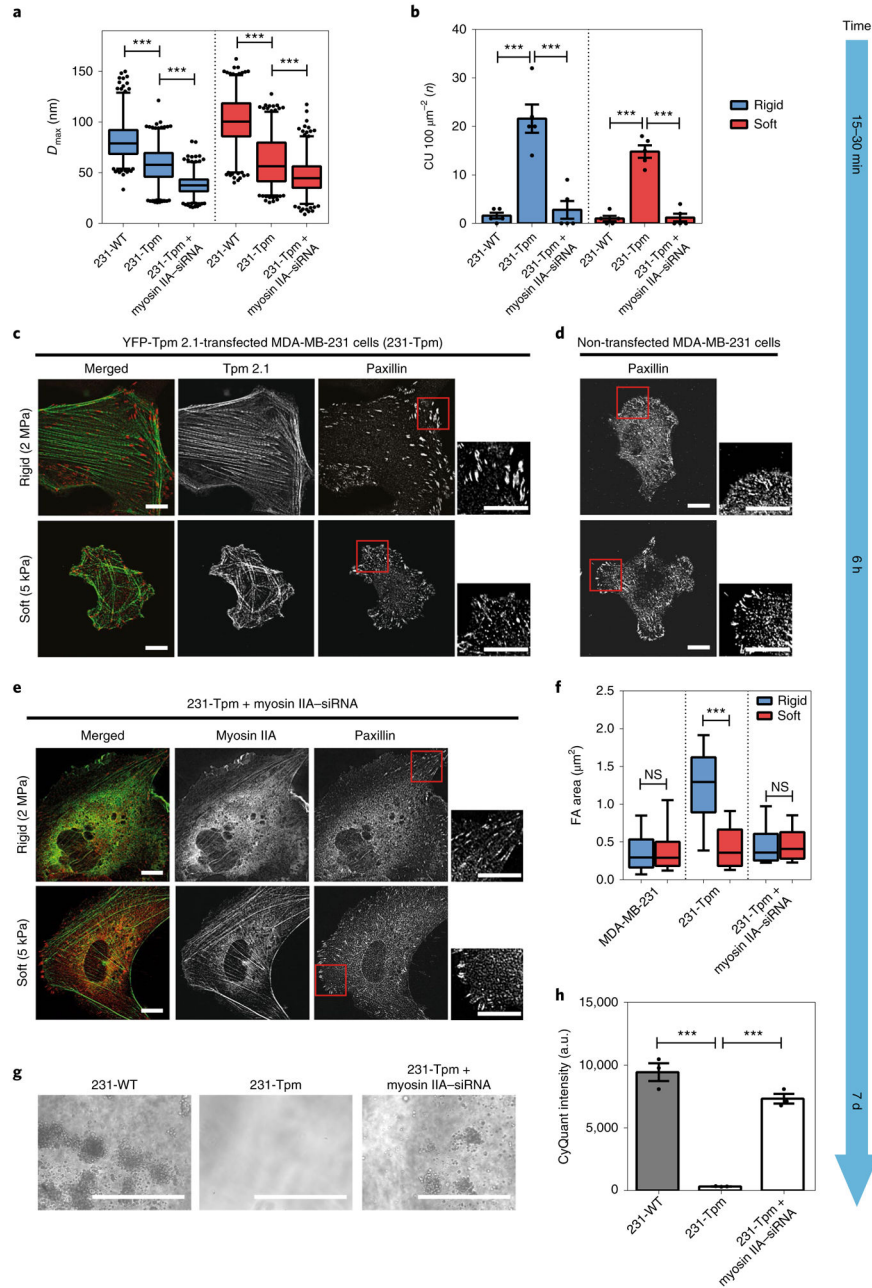 a
D max (nm)
150
100
50
0
***
***
***
***
231-WT
231-Tpm
231-Tpm +
myosin IIA–siRNA
231-WT
231-Tpm
231-Tpm +
myosin IIA–siRNA
b
CU 100 μm⁻² (n)
40
30
20
10
0
***
***
***
***
231-WT
231-Tpm
231-Tpm +
myosin IIA–siRNA
231-WT
231-Tpm
231-Tpm +
myosin IIA–siRNA
Rigid
Soft
Time
15–30 min
6 h
7 d
c
YFP-Tpm 2.1-transfected MDA-MB-231 cells (231-Tpm)
Merged
Tpm 2.1
Paxillin
Rigid (2 MPa)
Soft (5 kPa)
d
Non-transfected MDA-MB-231 cells
Paxillin
e
231-Tpm + myosin IIA–siRNA
Merged
Myosin IIA
Paxillin
Rigid (2 MPa)
Soft (5 kPa)
f
FA area (μm²)
2.5
2.0
1.5
1.0
0.5
0.0
NS
***
NS
Rigid
Soft
MDA-MB-231
231-Tpm
231-Tpm +
myosin IIA–siRNA
g
231-WT
231-Tpm
231-Tpm +
myosin IIA–siRNA
h
CyQuant intensity (a.u.)
15,000
10,000
5,000
0
***
***
231-WT
231-Tpm
231-Tpm +
myosin IIA–siRNA